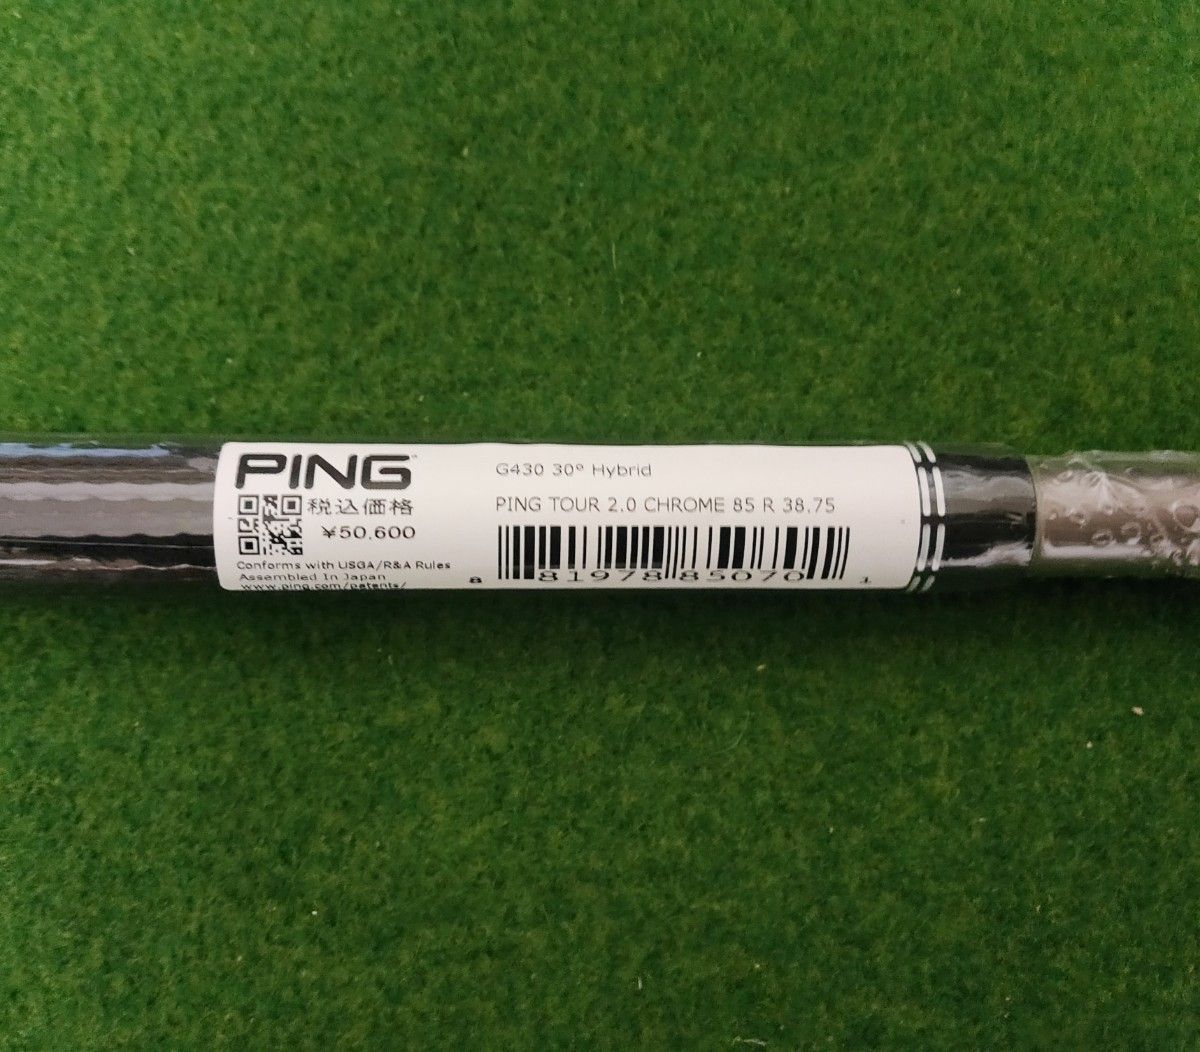 PING
税込価格
¥50,600
Conforms with USGA/R&A Rules
Assembled In Japan
www.ping.com/patents/
G430 30° Hybrid
PING TOUR 2.0 CHROME 85 R 38.75
8 81978 85070 1